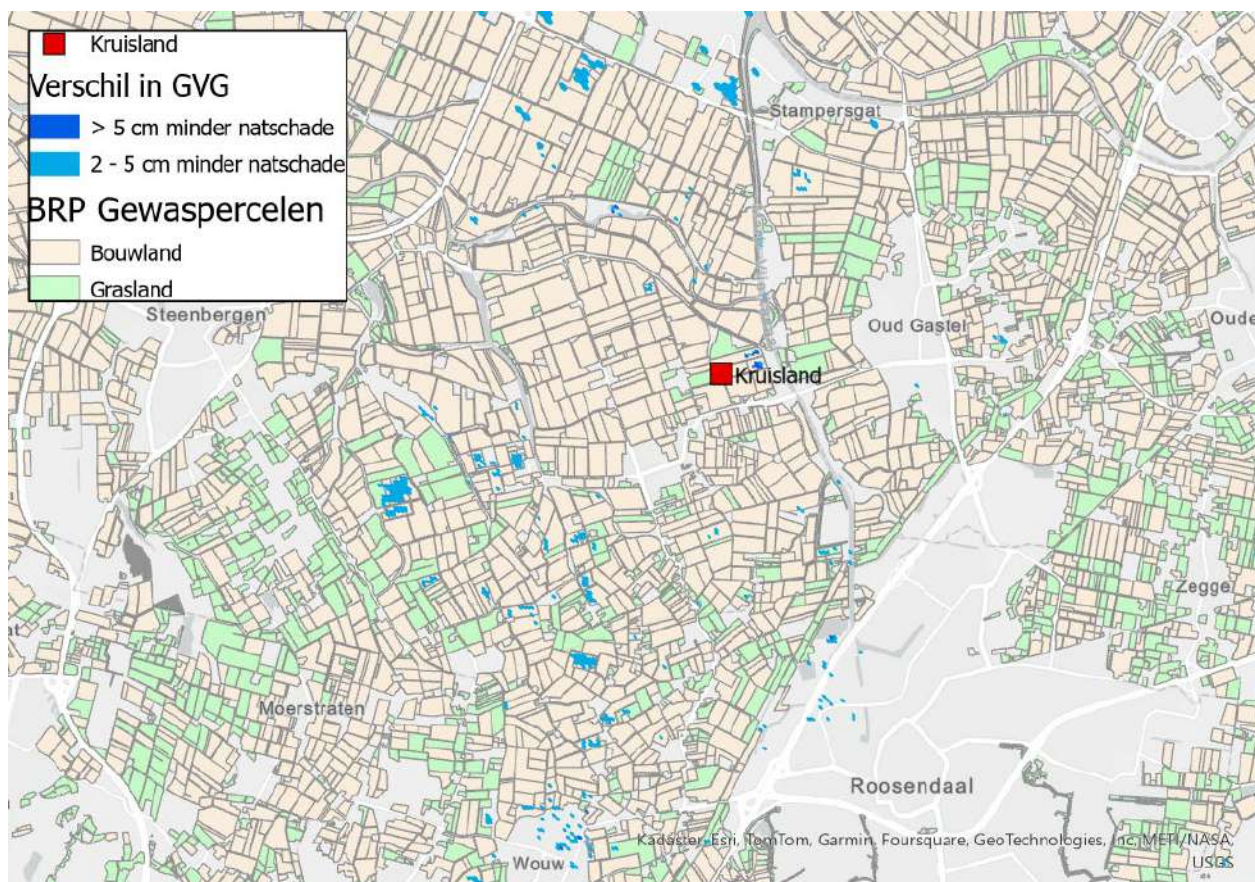 Kruisland
Verschil in GVG
> 5 cm minder natschade
2 - 5 cm minder natschade
BRP Gewaspercelen
Bouwland
Grasland
Stampersgat
Steenbergen
Oud Gastel
Oude
Kruisland
Zegge
Moerstraten
Roosendaal
Wouw
Kadaster, Esri, TomTom, Garmin, Foursquare, GeoTechnologies, Inc, METI/NASA,
USGS